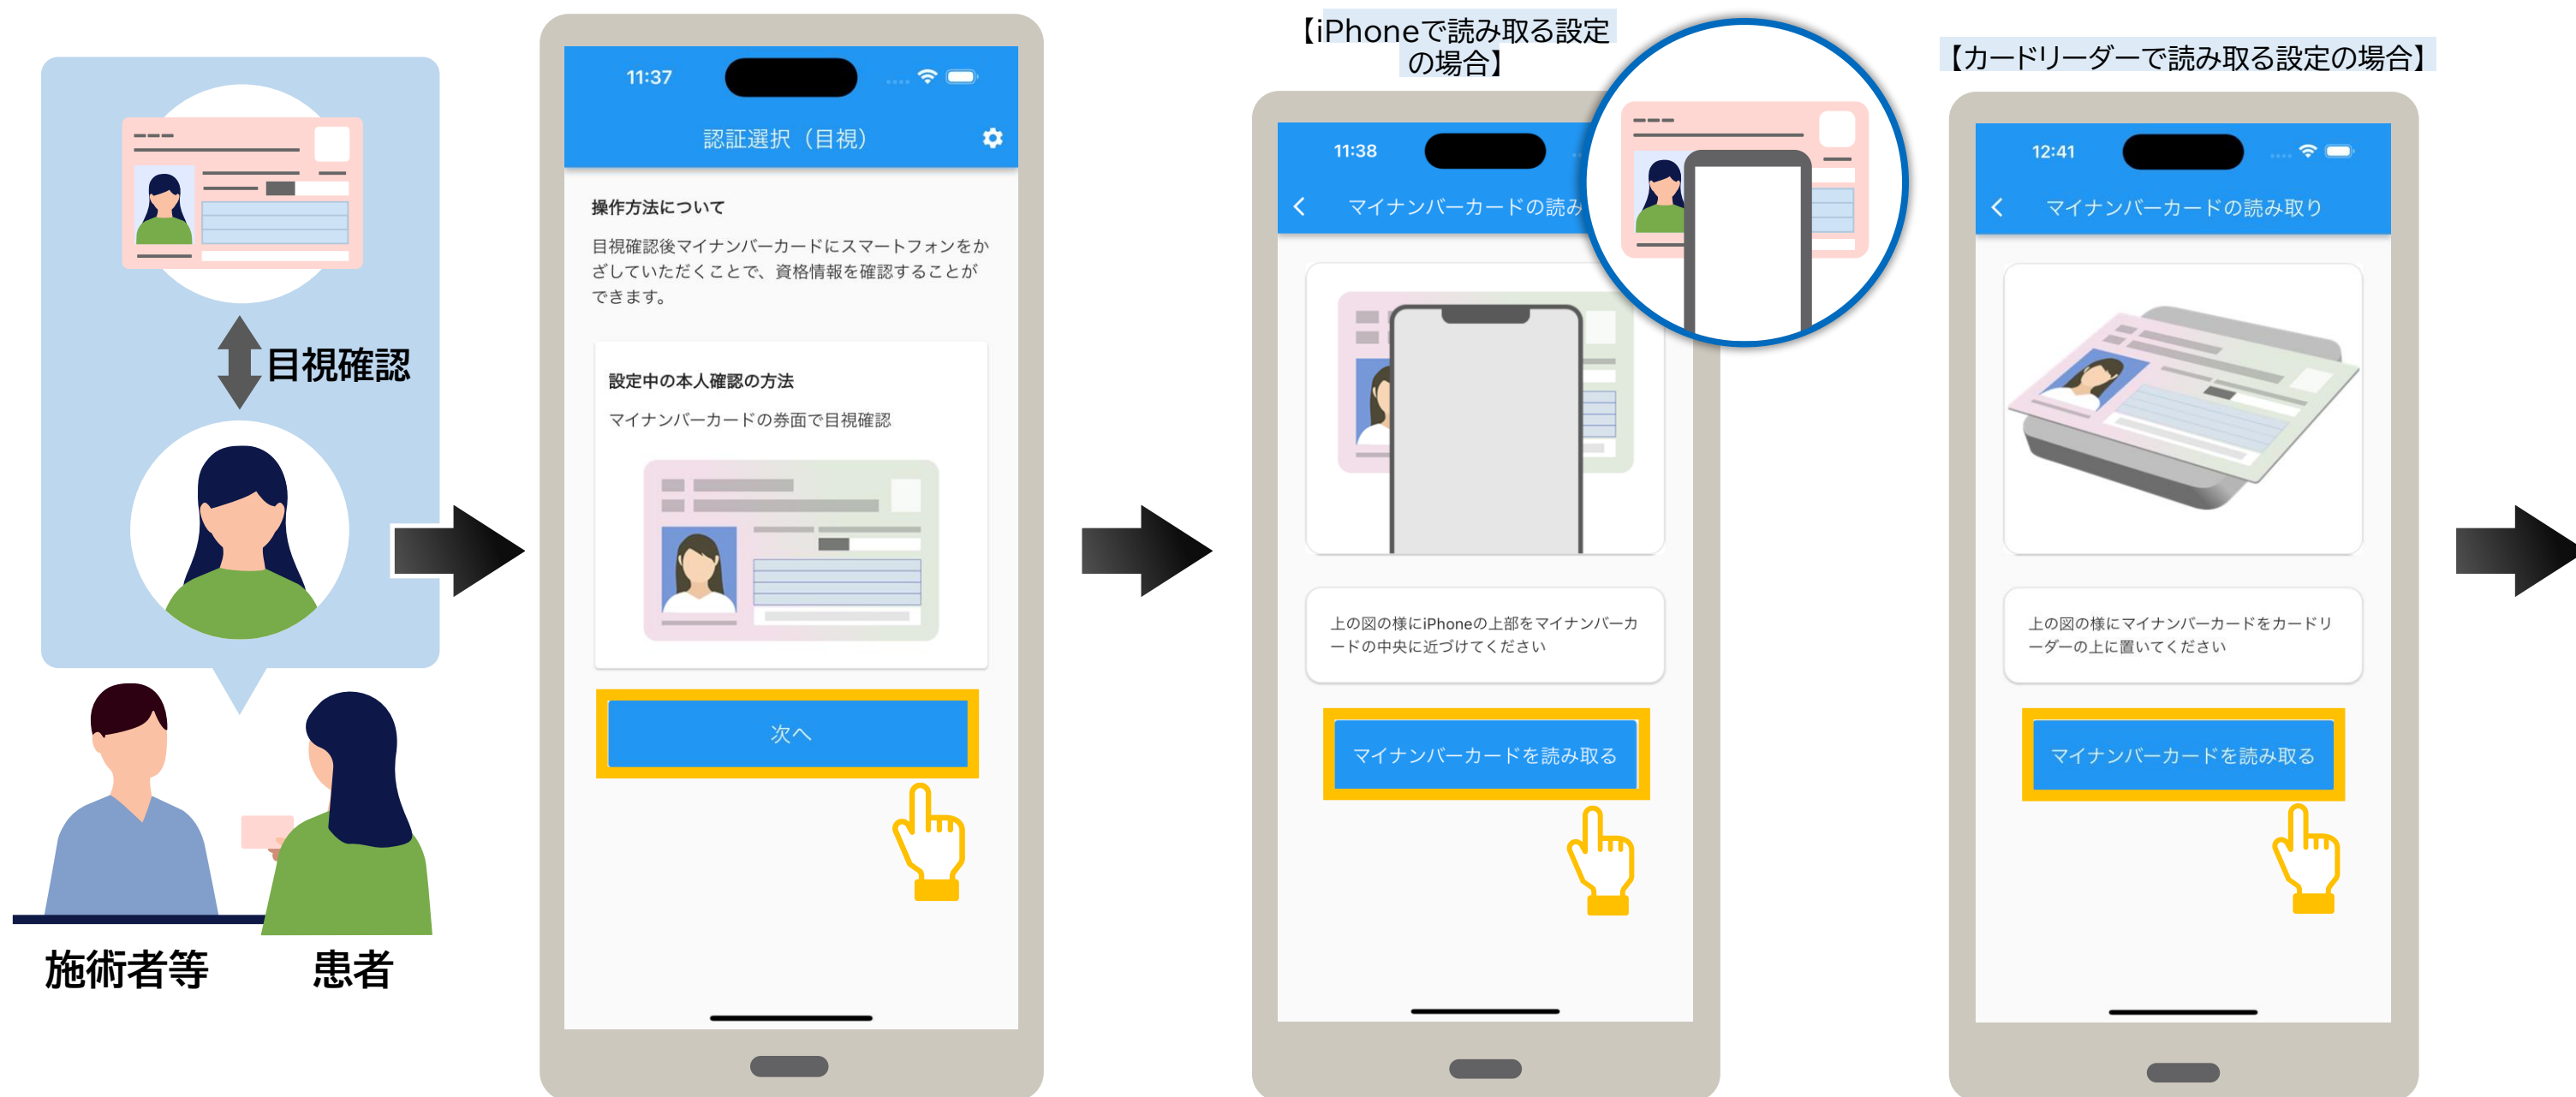 目視確認
施術者等
患者
11:37
認証選択（目視）
操作方法について
目視確認後マイナンバーカードにスマートフォンをか
ざしていただくことで、資格情報を確認することが
できます。
設定中の本人確認の方法
マイナンバーカードの券面で目視確認
次へ
【iPhoneで読み取る設定
の場合】
11:38
マイナンバーカードの読み
上の図の様にiPhoneの上部をマイナンバーカ
ードの中央に近づけてください
マイナンバーカードを読み取る
【カードリーダーで読み取る設定の場合】
12:41
マイナンバーカードの読み取り
上の図の様にマイナンバーカードをカードリ
ーダーの上に置いてください
マイナンバーカードを読み取る